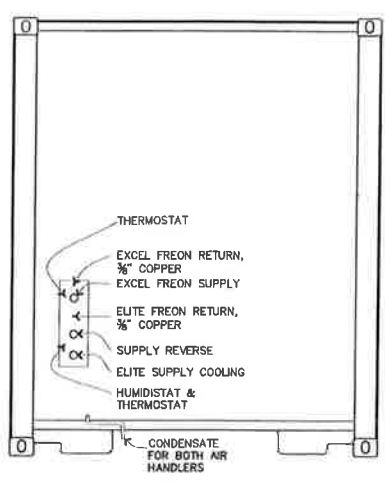 THERMOSTAT
EXCEL FREON RETURN,
⅜" COPPER
EXCEL FREON SUPPLY
ELITE FREON RETURN,
⅜" COPPER
SUPPLY REVERSE
ELITE SUPPLY COOLING
HUMIDISTAT &
THERMOSTAT
CONDENSATE
FOR BOTH AIR
HANDLERS